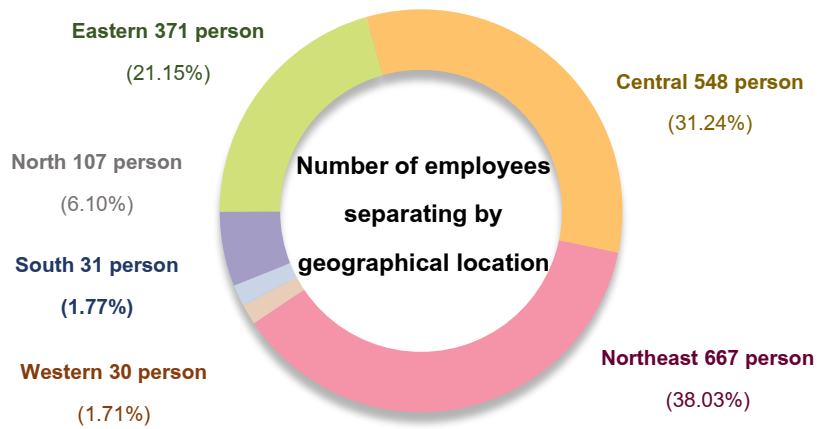 Eastern 371 person
(21.15%)
Central 548 person
(31.24%)
North 107 person
(6.10%)
Number of employees
separating by
geographical location
South 31 person
(1.77%)
Northeast 667 person
(38.03%)
Western 30 person
(1.71%)